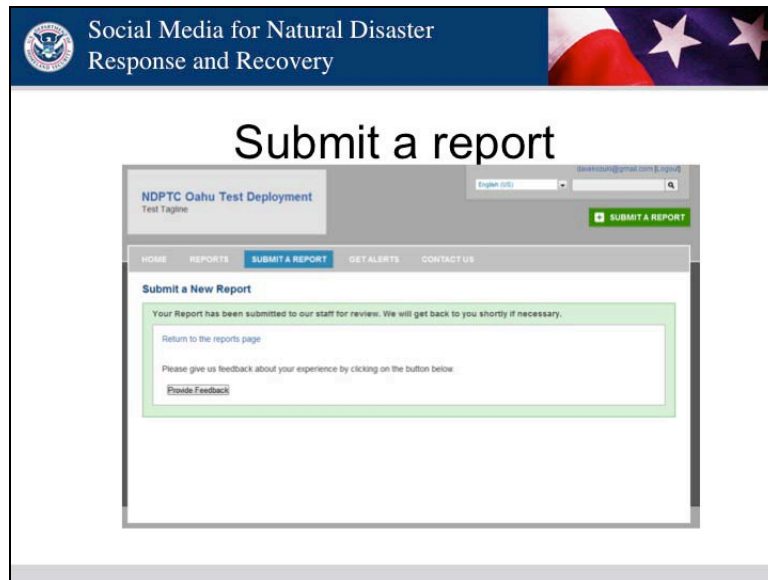 Social Media for Natural Disaster
Response and Recovery
Submit a report
[Logout]
NDPTC Oahu Test Deployment
Test Tagline
English (US)
SUBMIT A REPORT
HOME REPORTS SUBMIT A REPORT GET ALERTS CONTACT US
Submit a New Report
Your Report has been submitted to our staff for review. We will get back to you shortly if necessary.
Return to the reports page
Please give us feedback about your experience by clicking on the button below.
Provide Feedback